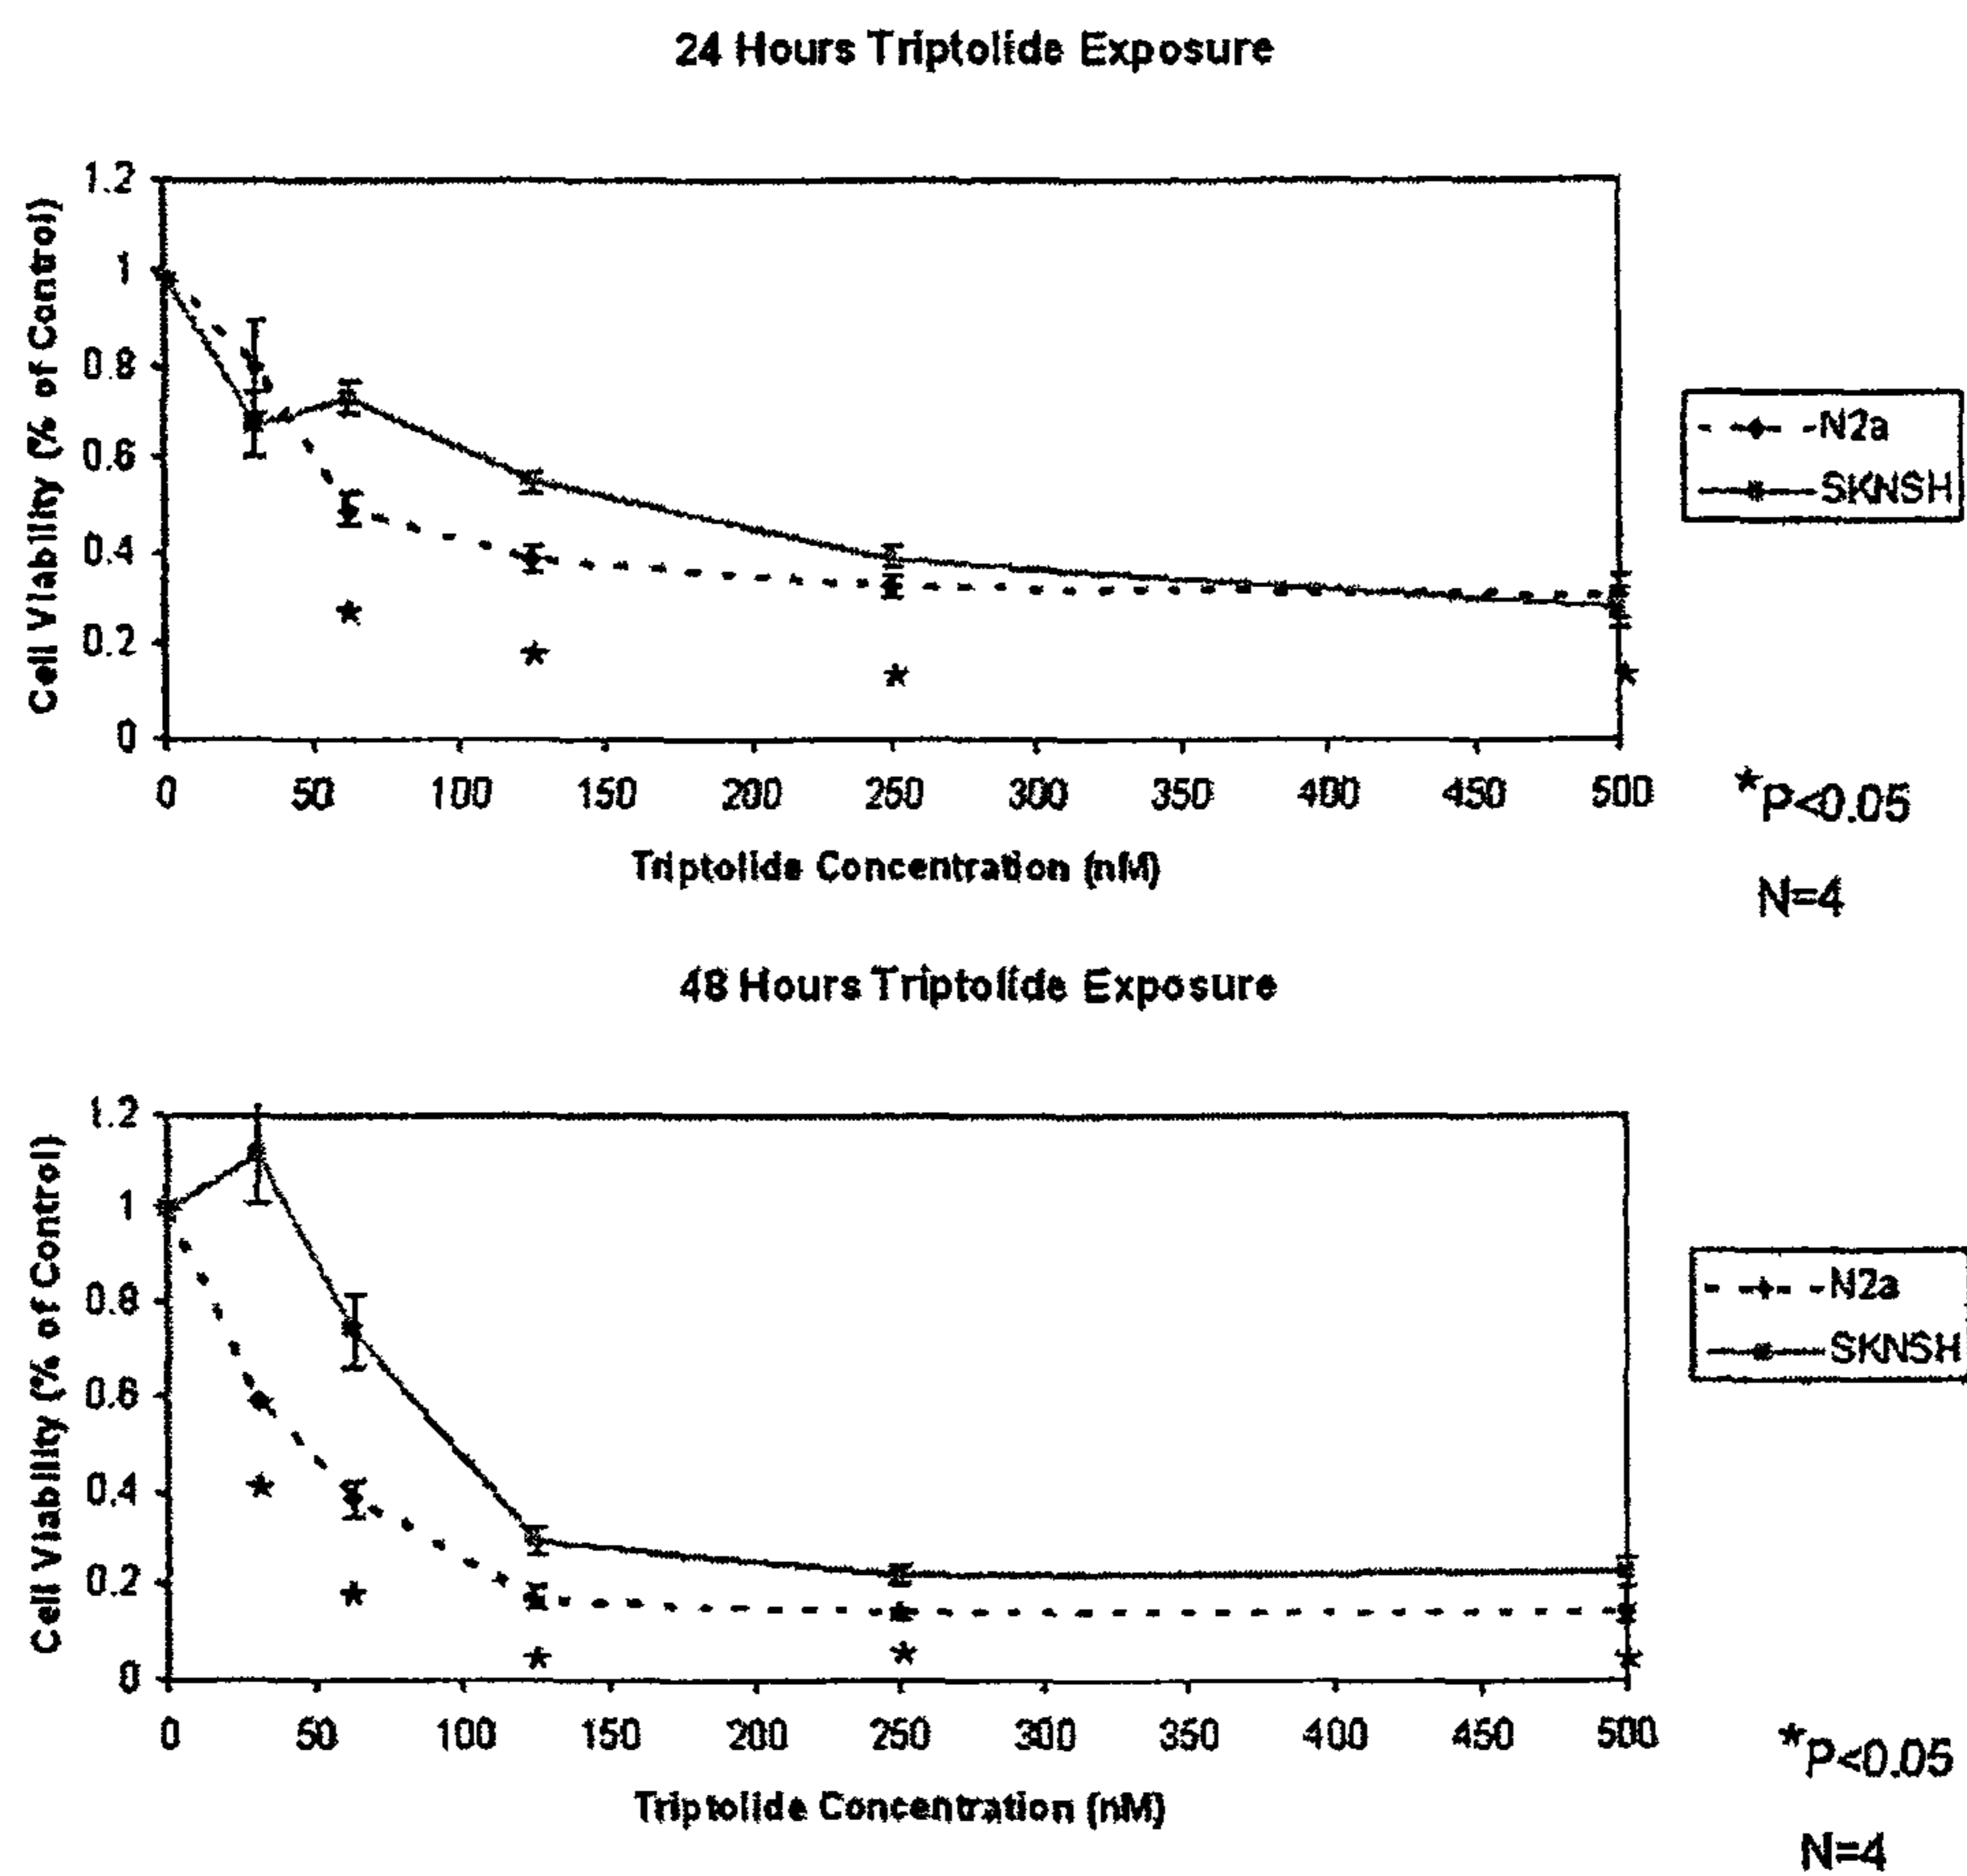 24 Hours Triptolide Exposure
Cell Viability (% of Control)
1.2
1
0.8
0.6
0.4
0.2
0
0 50 100 150 200 250 300 350 400 450 500
Triptolide Concentration (nM)
N2a
SKNSH
*P<0.05
N=4
48 Hours Triptolide Exposure
Cell Viability (% of Control)
1.2
1
0.8
0.6
0.4
0.2
0
0 50 100 150 200 250 300 350 400 450 500
Triptolide Concentration (nM)
N2a
SKNSH
*P<0.05
N=4